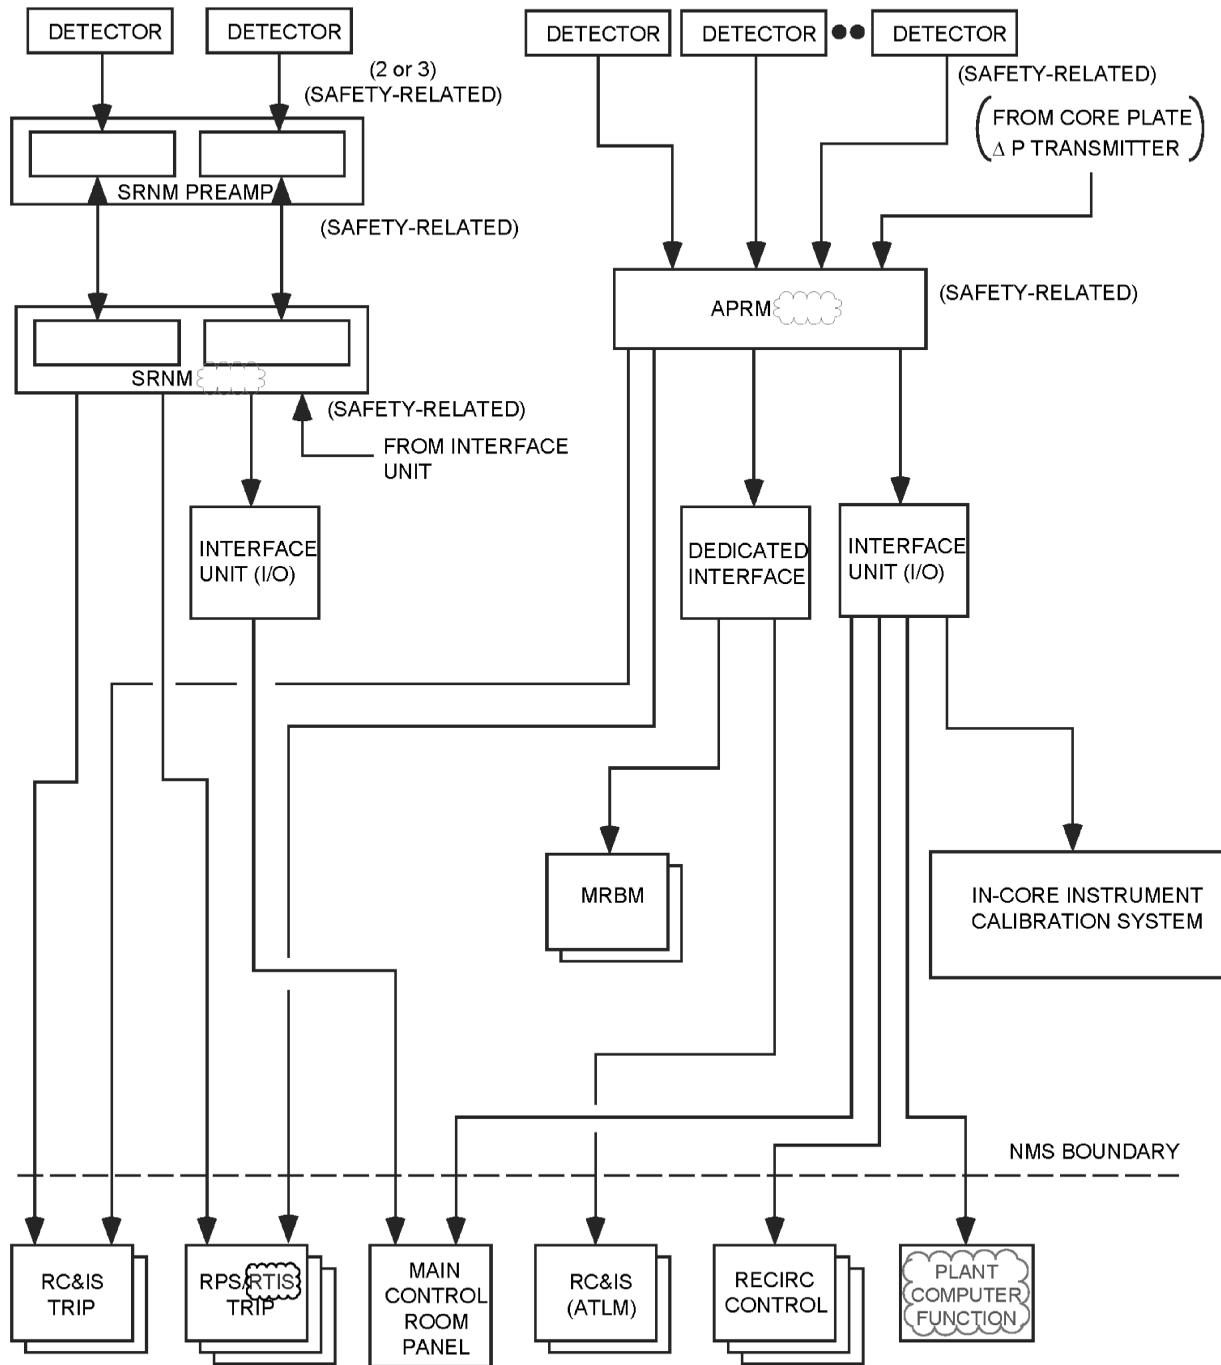 DETECTOR
DETECTOR
DETECTOR
DETECTOR
DETECTOR
(2 or 3)
(SAFETY-RELATED)
(SAFETY-RELATED)
(FROM CORE PLATE
Δ P TRANSMITTER)
SRNM PREAMP
(SAFETY-RELATED)
APRM
(SAFETY-RELATED)
SRNM
(SAFETY-RELATED)
FROM INTERFACE
UNIT
INTERFACE
UNIT (I/O)
DEDICATED
INTERFACE
INTERFACE
UNIT (I/O)
MRBM
IN-CORE INSTRUMENT
CALIBRATION SYSTEM
NMS BOUNDARY
RC&IS
TRIP
RPS/RTIS
TRIP
MAIN
CONTROL
ROOM
PANEL
RC&IS
(ATLM)
RECIRC
CONTROL
PLANT
COMPUTER
FUNCTION